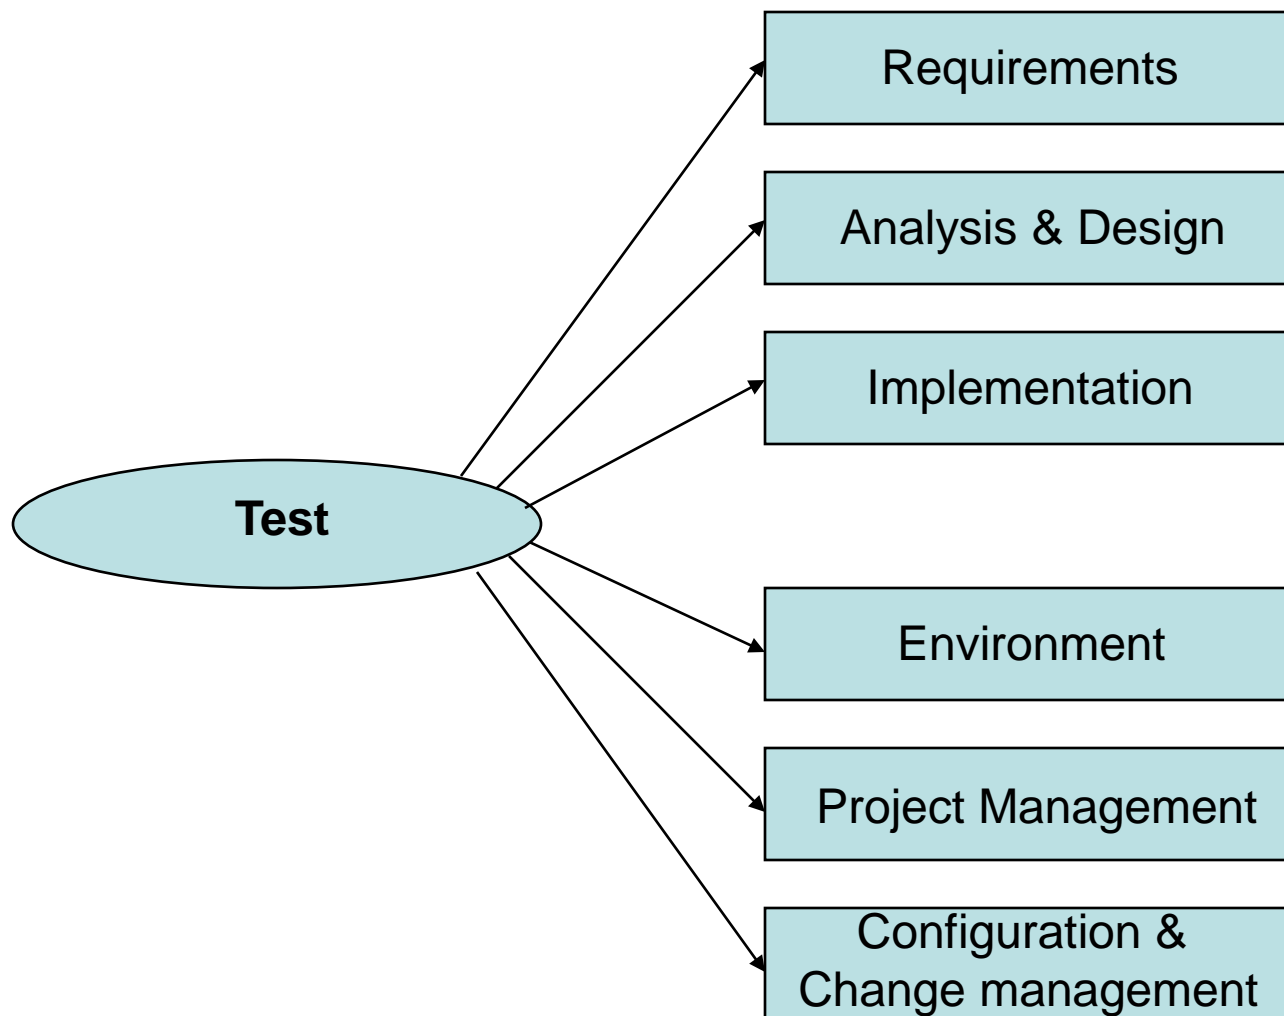 Requirements
Analysis & Design
Implementation
Test
Environment
Project Management
Configuration &
Change management